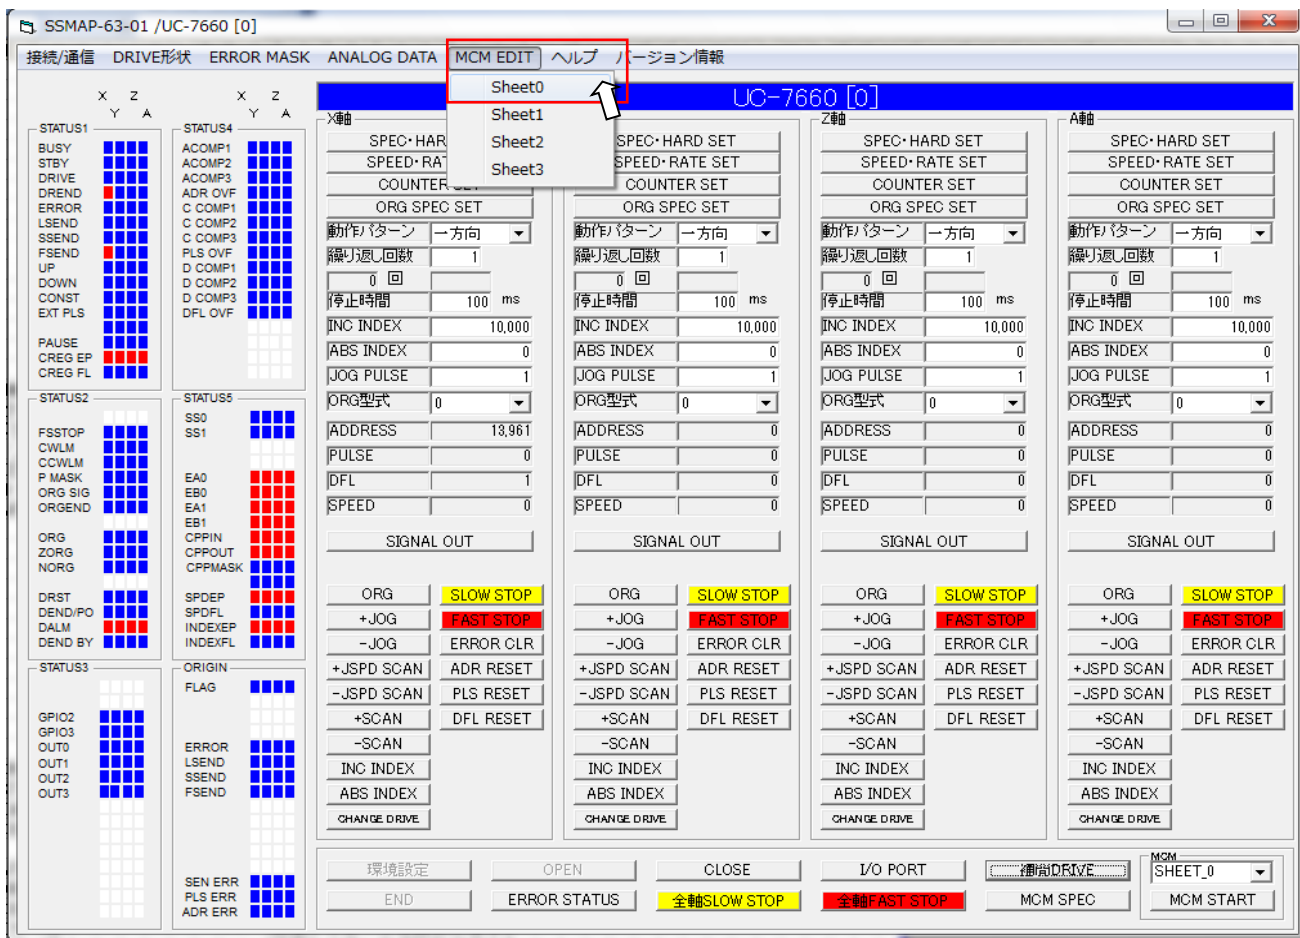 SSMAP-63-01 /UC-7660 [0]
接続/通信 DRIVE形状 ERROR MASK ANALOG DATA MCM EDIT ヘルプ バージョン情報
Sheet0
Sheet1
Sheet2
Sheet3
UC-7660 [0]
X Z
Y A
STATUS1
BUSY
STBY
DRIVE
DREND
ERROR
LSEND
SSEND
FSEND
UP
DOWN
CONST
EXT PLS
PAUSE
CREG EP
CREG FL
X Z
Y A
STATUS4
ACOMP1
ACOMP2
ACOMP3
ADR OVF
C COMP1
C COMP2
C COMP3
PLS OVF
D COMP1
D COMP2
D COMP3
DFL OVF
STATUS2
FSSTOP
CWLM
CCWLM
P MASK
ORG SIG
ORGEND
ORG
ZORG
NORG
DRST
DEND/PO
DALM
DEND BY
STATUS5
SS0
SS1
EA0
EB0
EA1
EB1
CPPIN
CPPOUT
CPPMASK
SPDEP
SPDFL
INDEXEP
INDEXFL
STATUS3
GPIO2
GPIO3
OUT0
OUT1
OUT2
OUT3
ORIGIN
FLAG
ERROR
LSEND
SSEND
FSEND
SEN ERR
PLS ERR
ADR ERR
X軸
SPEC・HAR
SPEED・RAT
COUNTER SET
ORG SPEC SET
動作パターン 一方向
繰り返し回数 1
0 回
停止時間 100 ms
INC INDEX 10,000
ABS INDEX 0
JOG PULSE 1
ORG型式 0
ADDRESS 13,961
PULSE 0
DFL 1
SPEED 0
SIGNAL OUT
ORG SLOW STOP
+JOG FAST STOP
-JOG ERROR CLR
+JSPD SCAN ADR RESET
-JSPD SCAN PLS RESET
+SCAN DFL RESET
-SCAN
INC INDEX
ABS INDEX
CHANGE DRIVE
SPEC・HARD SET
SPEED・RATE SET
COUNTER SET
ORG SPEC SET
動作パターン 一方向
繰り返し回数 1
0 回
停止時間 100 ms
INC INDEX 10,000
ABS INDEX 0
JOG PULSE 1
ORG型式 0
ADDRESS 0
PULSE 0
DFL 0
SPEED 0
SIGNAL OUT
ORG SLOW STOP
+JOG FAST STOP
-JOG ERROR CLR
+JSPD SCAN ADR RESET
-JSPD SCAN PLS RESET
+SCAN DFL RESET
-SCAN
INC INDEX
ABS INDEX
CHANGE DRIVE
Z軸
SPEC・HARD SET
SPEED・RATE SET
COUNTER SET
ORG SPEC SET
動作パターン 一方向
繰り返し回数 1
0 回
停止時間 100 ms
INC INDEX 10,000
ABS INDEX 0
JOG PULSE 1
ORG型式 0
ADDRESS 0
PULSE 0
DFL 0
SPEED 0
SIGNAL OUT
ORG SLOW STOP
+JOG FAST STOP
-JOG ERROR CLR
+JSPD SCAN ADR RESET
-JSPD SCAN PLS RESET
+SCAN DFL RESET
-SCAN
INC INDEX
ABS INDEX
CHANGE DRIVE
A軸
SPEC・HARD SET
SPEED・RATE SET
COUNTER SET
ORG SPEC SET
動作パターン 一方向
繰り返し回数 1
0 回
停止時間 100 ms
INC INDEX 10,000
ABS INDEX 0
JOG PULSE 1
ORG型式 0
ADDRESS 0
PULSE 0
DFL 0
SPEED 0
SIGNAL OUT
ORG SLOW STOP
+JOG FAST STOP
-JOG ERROR CLR
+JSPD SCAN ADR RESET
-JSPD SCAN PLS RESET
+SCAN DFL RESET
-SCAN
INC INDEX
ABS INDEX
CHANGE DRIVE
環境設定 OPEN CLOSE I/O PORT 補間DRIVE
END ERROR STATUS 全軸SLOW STOP 全軸FAST STOP MCM SPEC
MCM
SHEET_0
MCM START